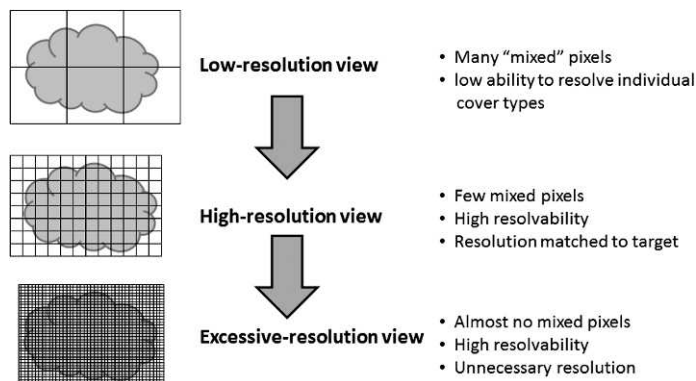 Low-resolution view
• Many “mixed” pixels
• low ability to resolve individual
cover types
High-resolution view
• Few mixed pixels
• High resolvability
• Resolution matched to target
Excessive-resolution view
• Almost no mixed pixels
• High resolvability
• Unnecessary resolution